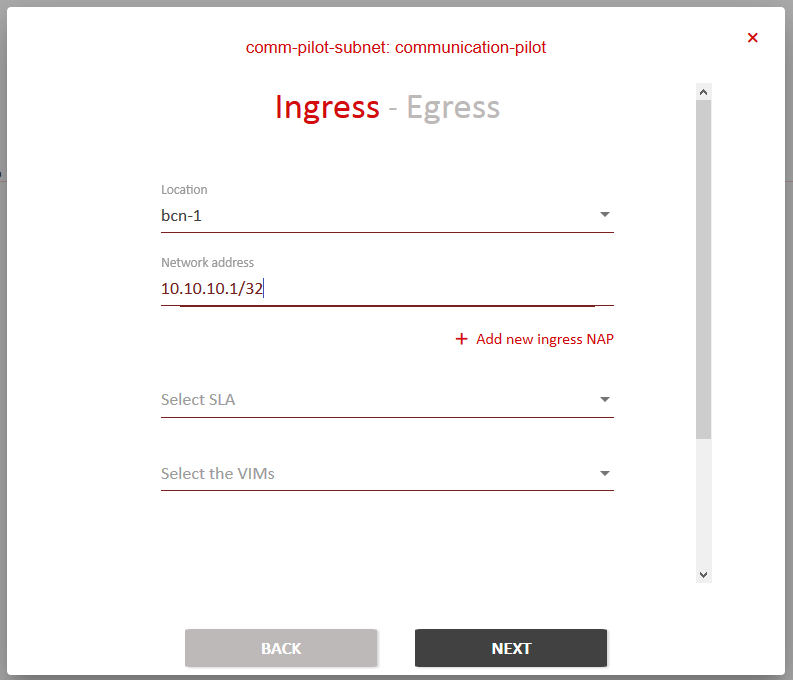 comm-pilot-subnet: communication-pilot
Ingress - Egress
Location
bcn-1
Network address
10.10.10.1/32
+ Add new ingress NAP
Select SLA
Select the VIMs
BACK
NEXT